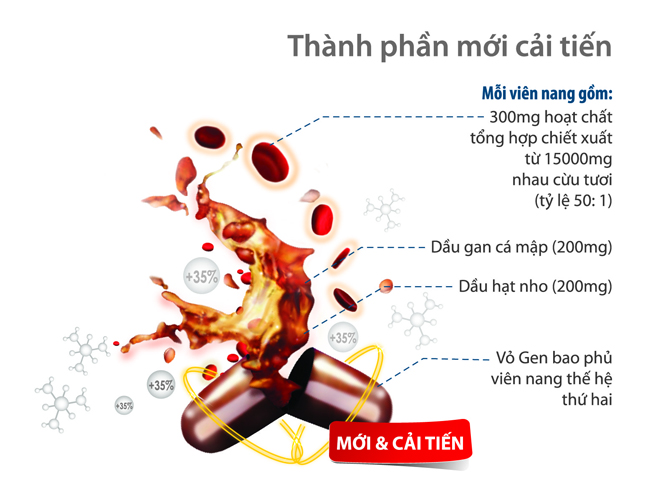 Thành phần mới cải tiến
Mỗi viên nang gồm:
300mg hoạt chất
tổng hợp chiết xuất
từ 15000mg
nhau cừu tươi
(tỷ lệ 50: 1)
Dầu gan cá mập (200mg)
+35%
Dầu hạt nho (200mg)
+35%
Vỏ Gen bao phủ
viên nang thế hệ
thứ hai
+35%
+35%
MỚI & CẢI TIẾN